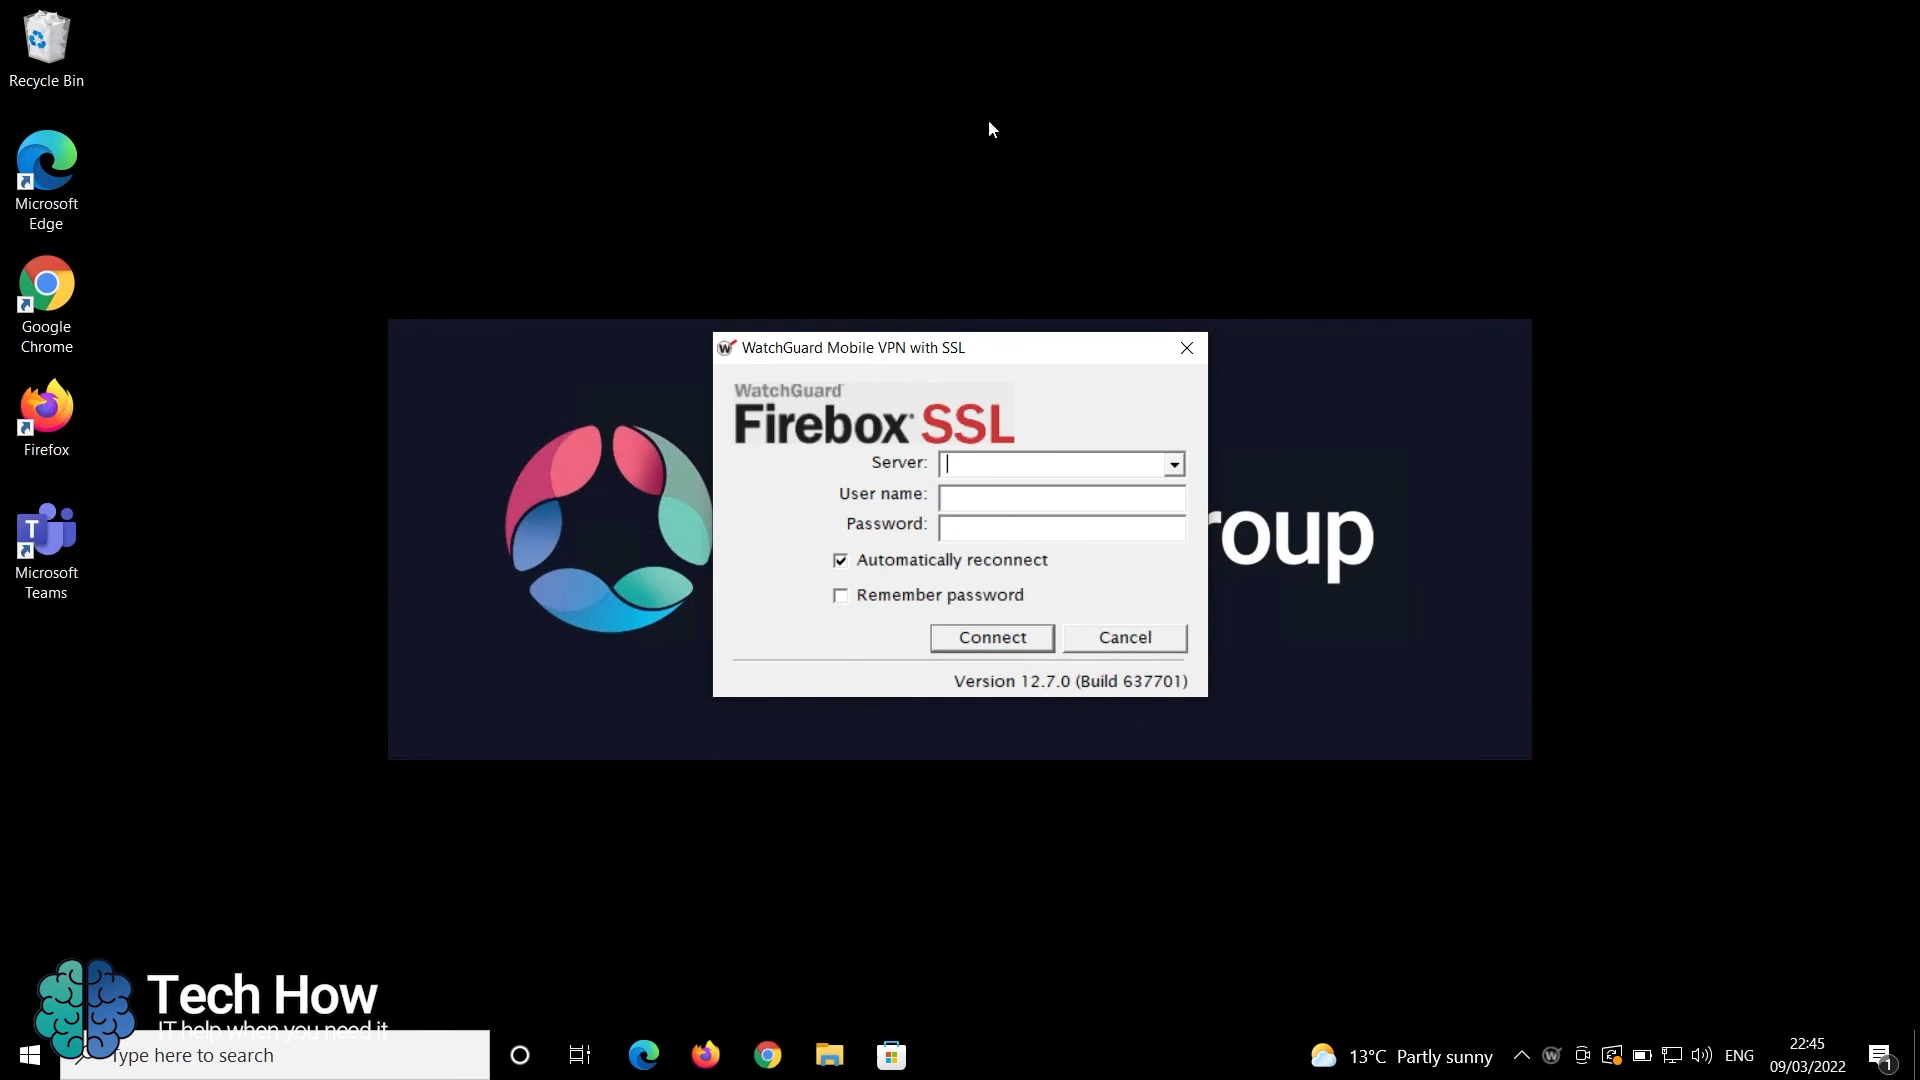 Recycle Bin
Microsoft
Edge
Google
Chrome
Firefox
Microsoft
Teams
WatchGuard Mobile VPN with SSL
WatchGuard
Firebox SSL
Server:
User name:
Password:
Automatically reconnect
Remember password
Connect
Cancel
Version 12.7.0 (Build 637701)
roup
Tech How
IT help when you need it
Type here to search
13°C Partly sunny
ENG
22:45
09/03/2022
1